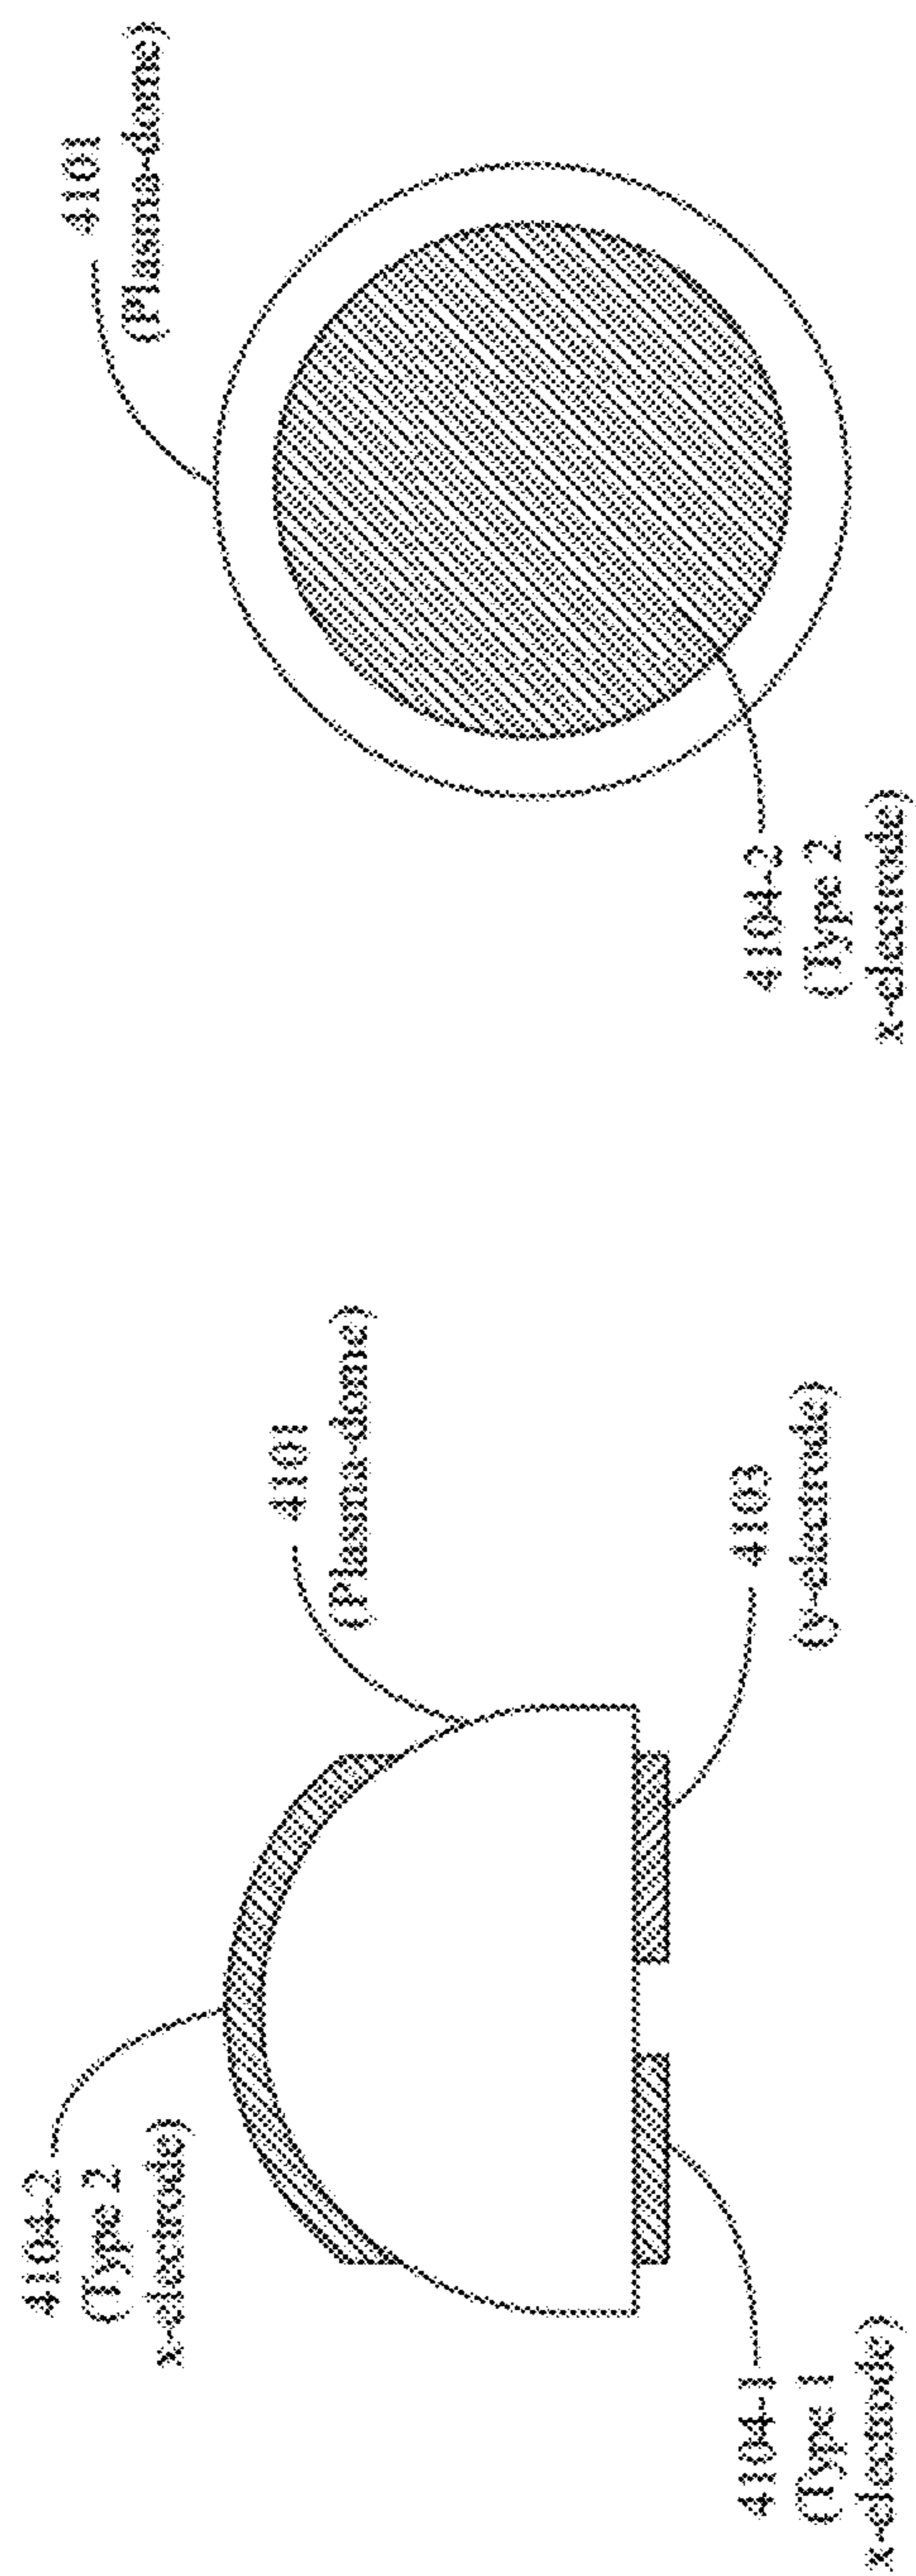 4104-2
(Type 2
x-electrode)
4101
(Plasma-dome)
4104-1
(Type 1
x-electrode)
4103
(y-electrode)
4101
(Plasma-dome)
4104-2
(Type 2
x-electrode)